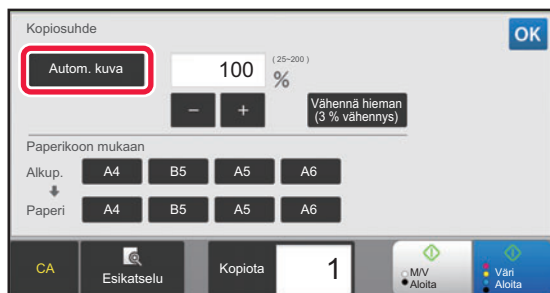 Kopiosuhde
OK
Autom. kuva
100
(25~200)
%
−
+
Vähennä hieman
(3 % vähennys)
Paperikoon mukaan
Alkup.
A4
B5
A5
A6
Paperi
A4
B5
A5
A6
CA
Esikatselu
Kopiota
1
M/V
Aloita
Väri
Aloita